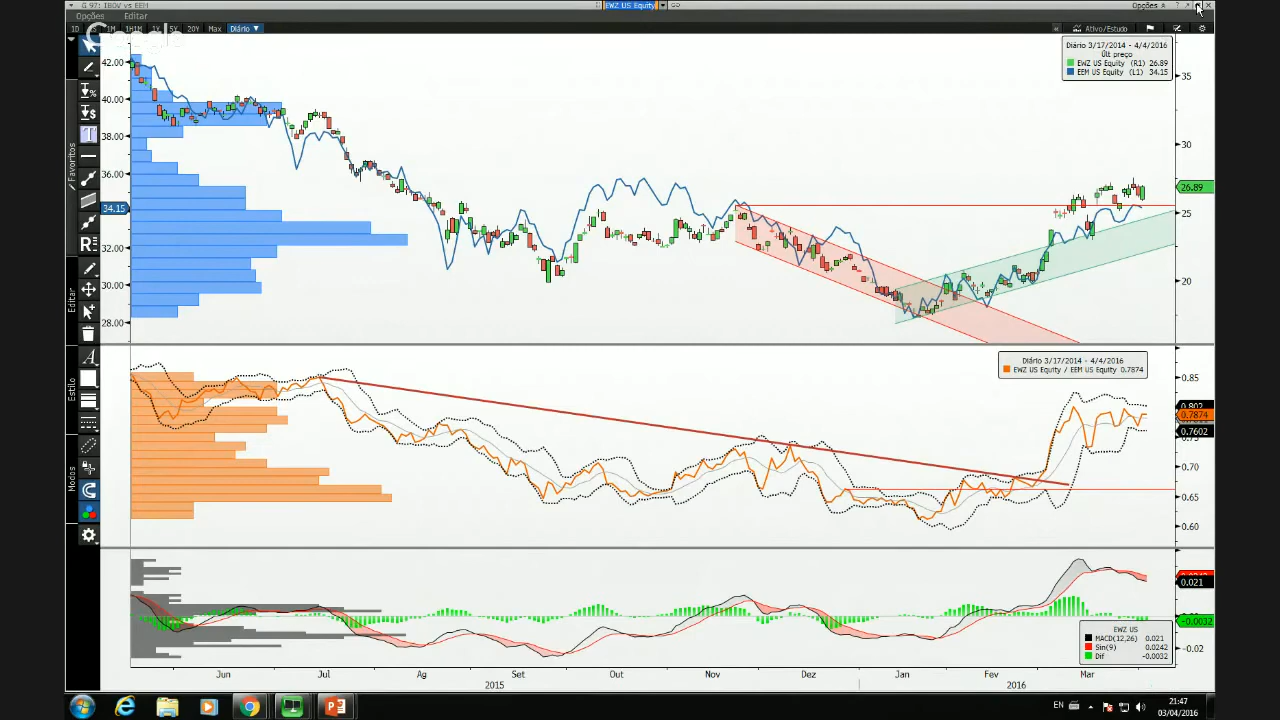 G 97: IBOV vs EEM
EWZ US Equity
Opções
?
Opções Editar
1D 1M 1H1M 1Y 5Y 20Y Max Diário
Ativo/Estudo
Google
Diário 3/17/2014 - 4/4/2016
Últ preço
EWZ US Equity (R1) 26.89
EEM US Equity (L1) 34.15
42.00
40.00
38.00
36.00
34.15
32.00
30.00
28.00
35
30
26.89
25
20
Favoritos
Editar
Estilo
Modos
Diário 3/17/2014 - 4/4/2016
EWZ US Equity / EEM US Equity 0.7874
0.85
0.802
0.7874
0.7602
0.75
0.70
0.65
0.60
0.0242
0.021
-0.0032
-0.02
EWZ US
MACD(12,26) 0.021
Sin(9) 0.0242
Dif -0.0032
Jun Jul Ag Set Out Nov Dez Jan Fev Mar
2015 2016
EN
21:47
03/04/2016